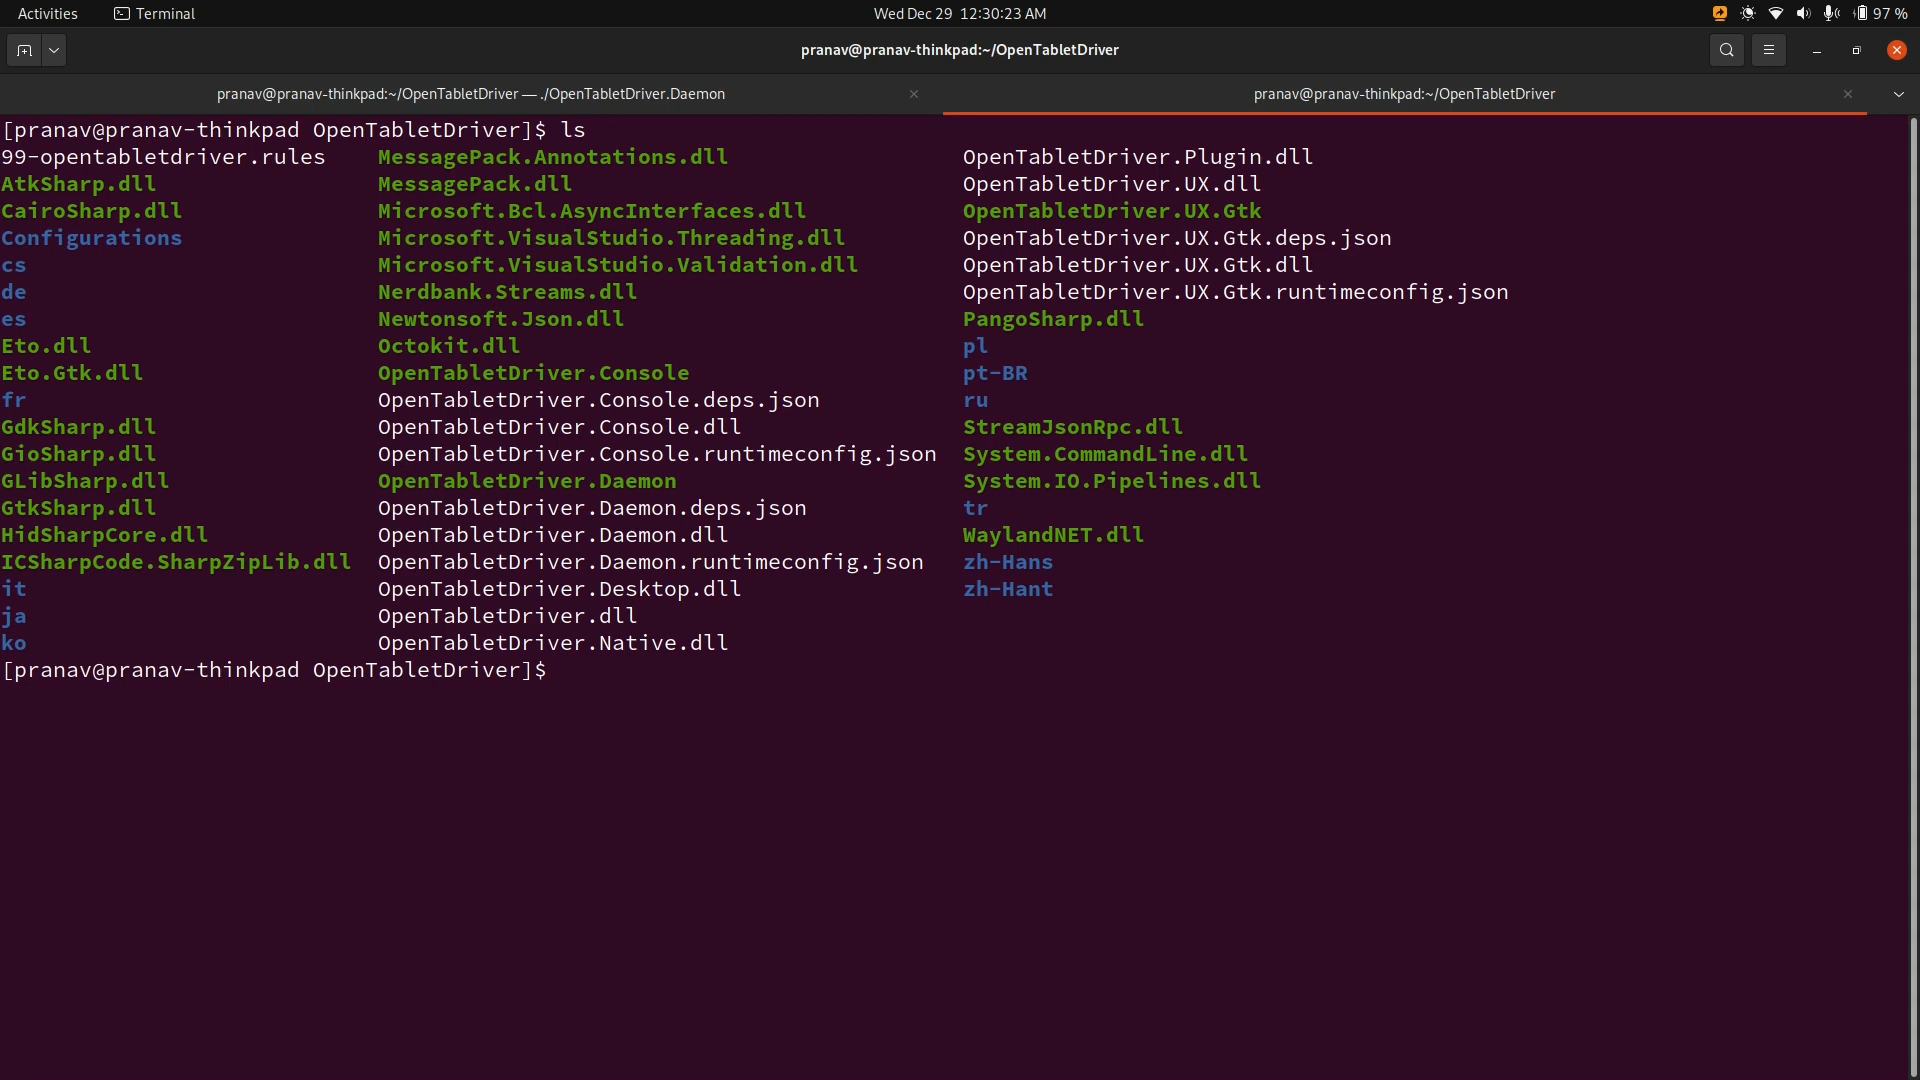 Activities Terminal Wed Dec 29 12:30:23 AM 97 %
pranav@pranav-thinkpad:~/OpenTabletDriver
pranav@pranav-thinkpad:~/OpenTabletDriver — ./OpenTabletDriver.Daemon pranav@pranav-thinkpad:~/OpenTabletDriver
[pranav@pranav-thinkpad OpenTabletDriver]$ ls
99-opentabletdriver.rules MessagePack.Annotations.dll OpenTabletDriver.Plugin.dll
AtkSharp.dll MessagePack.dll OpenTabletDriver.UX.dll
CairoSharp.dll Microsoft.Bcl.AsyncInterfaces.dll OpenTabletDriver.UX.Gtk
Configurations Microsoft.VisualStudio.Threading.dll OpenTabletDriver.UX.Gtk.deps.json
cs Microsoft.VisualStudio.Validation.dll OpenTabletDriver.UX.Gtk.dll
de Nerdbank.Streams.dll OpenTabletDriver.UX.Gtk.runtimeconfig.json
es Newtonsoft.Json.dll PangoSharp.dll
Eto.dll Octokit.dll pl
Eto.Gtk.dll OpenTabletDriver.Console pt-BR
fr OpenTabletDriver.Console.deps.json ru
GdkSharp.dll OpenTabletDriver.Console.dll StreamJsonRpc.dll
GioSharp.dll OpenTabletDriver.Console.runtimeconfig.json System.CommandLine.dll
GLibSharp.dll OpenTabletDriver.Daemon System.IO.Pipelines.dll
GtkSharp.dll OpenTabletDriver.Daemon.deps.json tr
HidSharpCore.dll OpenTabletDriver.Daemon.dll WaylandNET.dll
ICSharpCode.SharpZipLib.dll OpenTabletDriver.Daemon.runtimeconfig.json zh-Hans
it OpenTabletDriver.Desktop.dll zh-Hant
ja OpenTabletDriver.dll
ko OpenTabletDriver.Native.dll
[pranav@pranav-thinkpad OpenTabletDriver]$